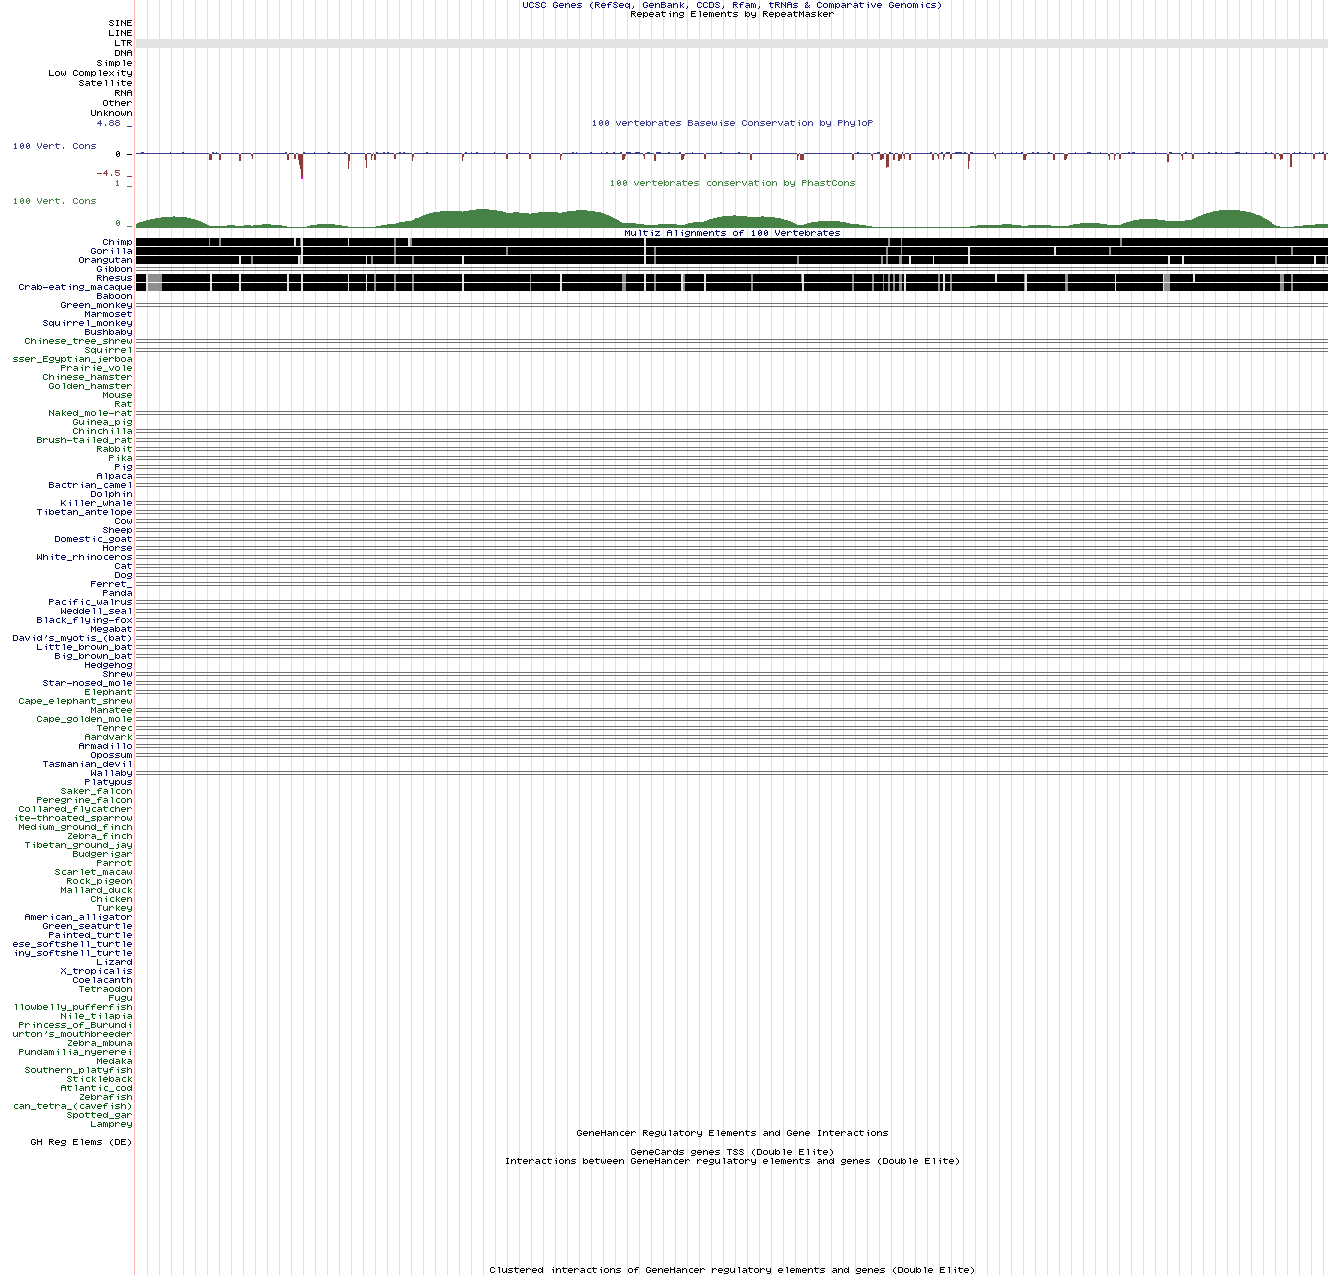 UCSC Genes (RefSeq, GenBank, CCDS, Rfam, tRNAs & Comparative Genomics)
Repeating Elements by RepeatMasker
SINE
LINE
LTR
DNA
Simple
Low Complexity
Satellite
RNA
Other
Unknown
4.88 _
100 vertebrates Basewise Conservation by PhyloP
100 Vert. Cons
0 _
-4.5 _
1 _
100 vertebrates conservation by PhastCons
100 Vert. Cons
0 _
Multiz Alignments of 100 Vertebrates
Chimp
Gorilla
Orangutan
Gibbon
Rhesus
Crab-eating_macaque
Baboon
Green_monkey
Marmoset
Squirrel_monkey
Bushbaby
Chinese_tree_shrew
Squirrel
sser_Egyptian_jerboa
Prairie_vole
Chinese_hamster
Golden_hamster
Mouse
Rat
Naked_mole-rat
Guinea_pig
Chinchilla
Brush-tailed_rat
Rabbit
Pika
Pig
Alpaca
Bactrian_camel
Dolphin
Killer_whale
Tibetan_antelope
Cow
Sheep
Domestic_goat
Horse
White_rhinoceros
Cat
Dog
Ferret_
Panda
Pacific_walrus
Weddell_seal
Black_flying-fox
Megabat
David's_myotis_(bat)
Little_brown_bat
Big_brown_bat
Hedgehog
Shrew
Star-nosed_mole
Elephant
Cape_elephant_shrew
Manatee
Cape_golden_mole
Tenrec
Aardvark
Armadillo
Opossum
Tasmanian_devil
Wallaby
Platypus
Saker_falcon
Peregrine_falcon
Collared_flycatcher
ite-throated_sparrow
Medium_ground_finch
Zebra_finch
Tibetan_ground_jay
Budgerigar
Parrot
Scarlet_macaw
Rock_pigeon
Mallard_duck
Chicken
Turkey
American_alligator
Green_seaturtle
Painted_turtle
ese_softshell_turtle
iny_softshell_turtle
Lizard
X_tropicalis
Coelacanth
Tetraodon
Fugu
llowbelly_pufferfish
Nile_tilapia
Princess_of_Burundi
urton's_mouthbreeder
Zebra_mbuna
Pundamilia_nyererei
Medaka
Southern_platyfish
Stickleback
Atlantic_cod
Zebrafish
can_tetra_(cavefish)
Spotted_gar
Lamprey
GeneHancer Regulatory Elements and Gene Interactions
GH Reg Elems (DE)
GeneCards genes TSS (Double Elite)
Interactions between GeneHancer regulatory elements and genes (Double Elite)
Clustered interactions of GeneHancer regulatory elements and genes (Double Elite)